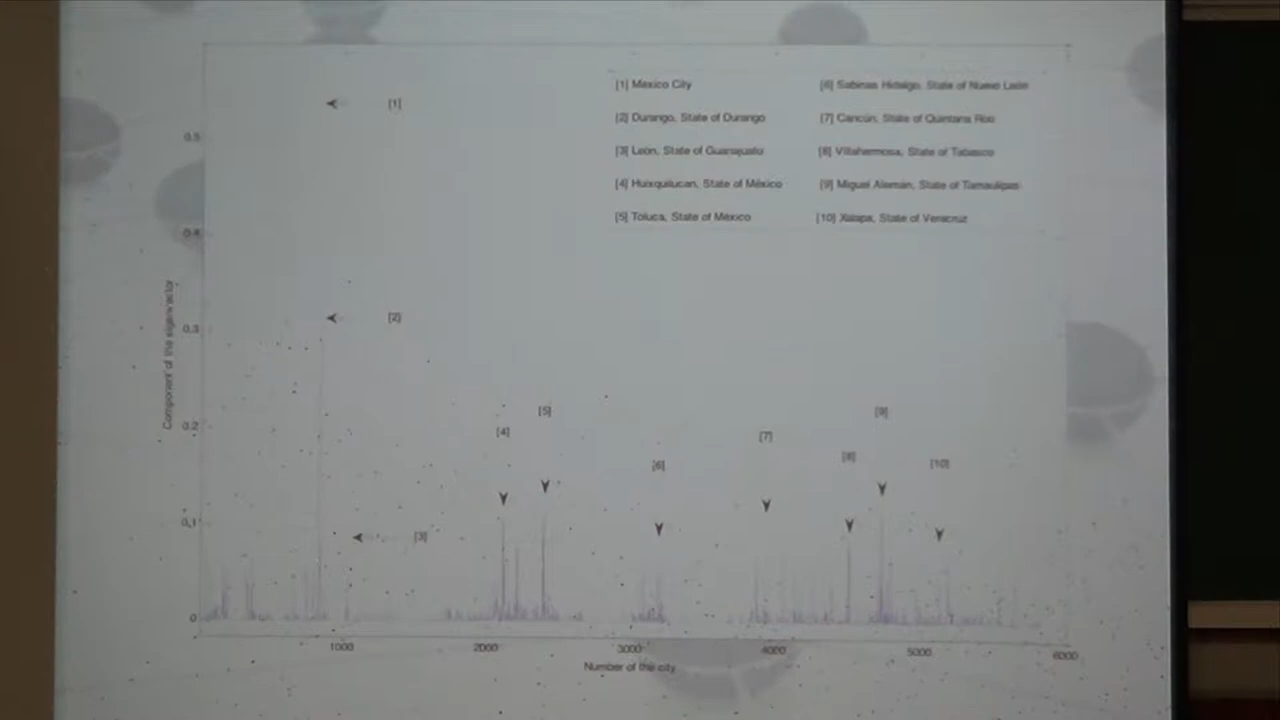 [1] Mexico City
[2] Durango, State of Durango
[3] León, State of Guanajuato
[4] Huixquilucan, State of México
[5] Toluca, State of México
[6] Sabinas Hidalgo, State of Nuevo León
[7] Cancún, State of Quintana Roo
[8] Villahermosa, State of Tabasco
[9] Miguel Alemán, State of Tamaulipas
[10] Xalapa, State of Veracruz
[1]
0.5
0.4
[2]
0.3
Component of the eigenvector
[5]
[9]
0.2
[4]
[7]
[8]
[6]
[10]
0.1
[3]
0
1000
2000
3000
4000
5000
6000
Number of the city